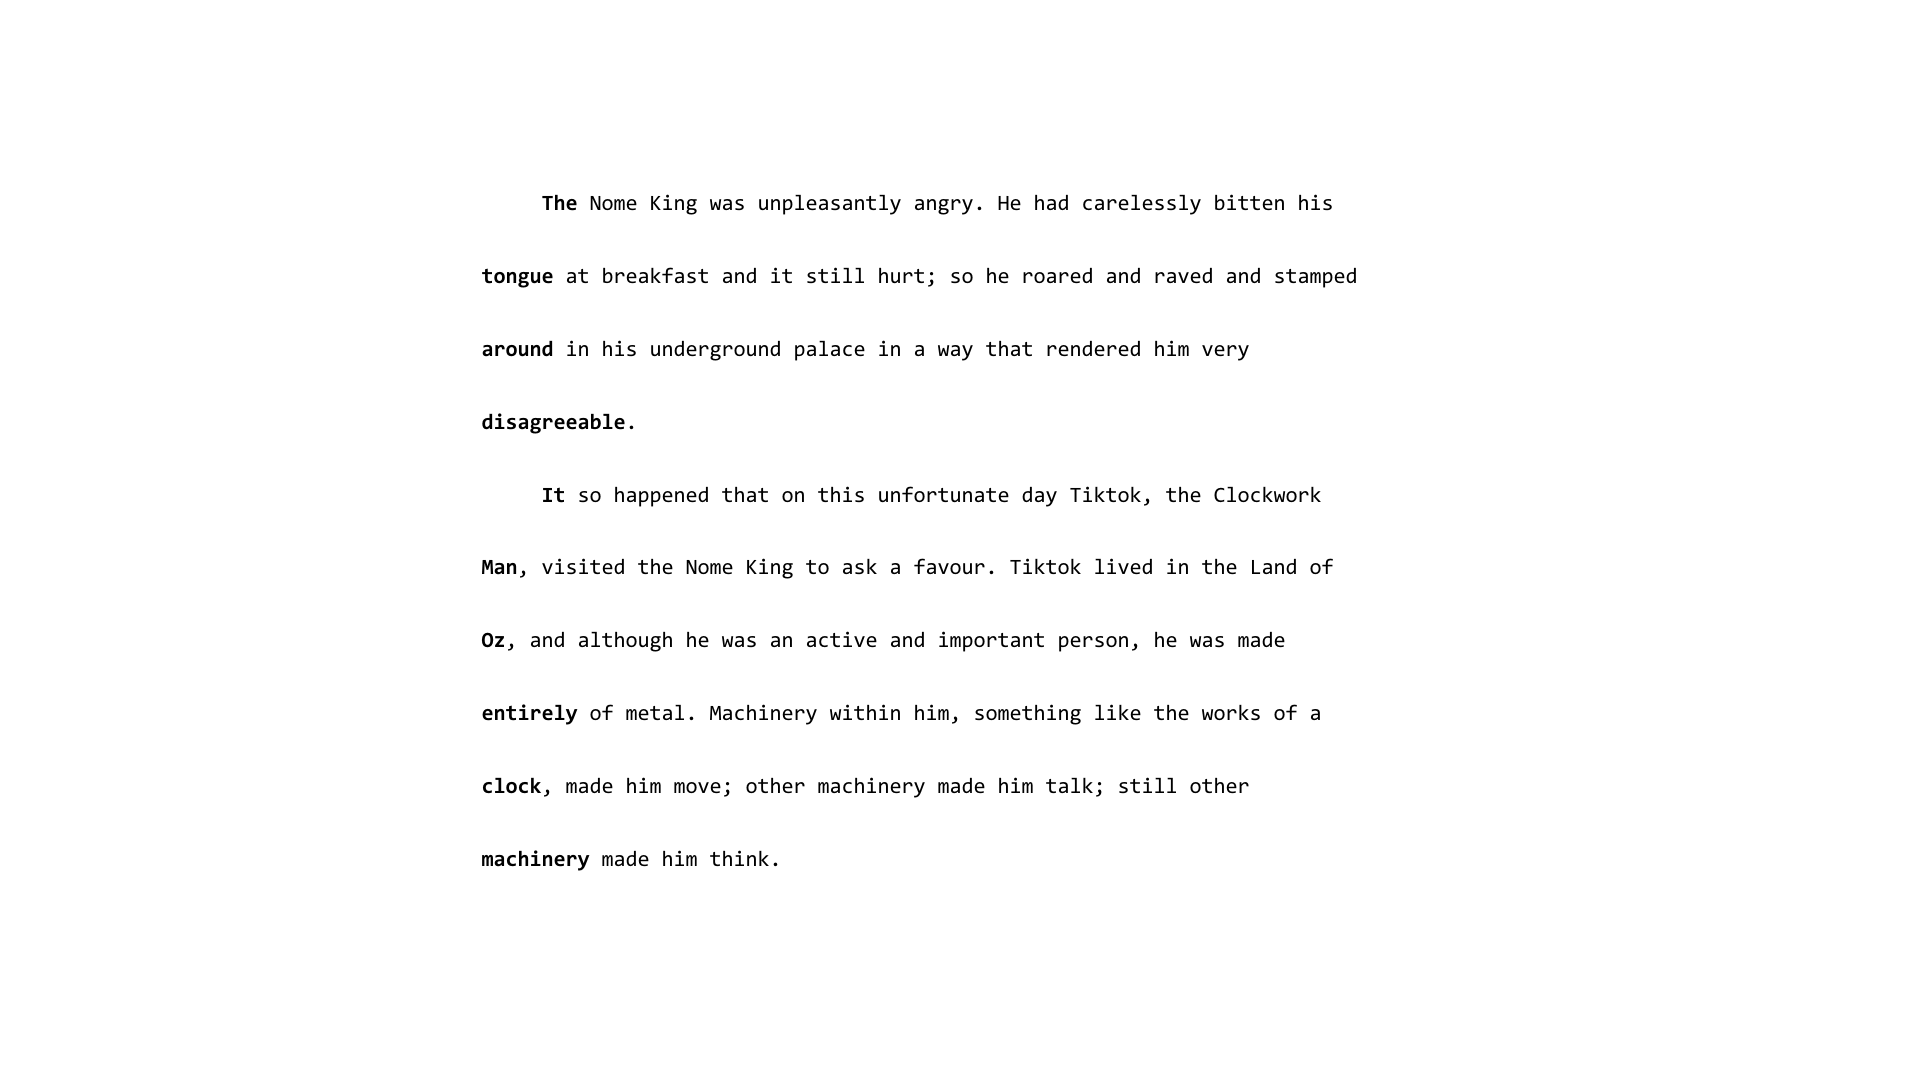 The Nome King was unpleasantly angry. He had carelessly bitten his
tongue at breakfast and it still hurt; so he roared and raved and stamped
around in his underground palace in a way that rendered him very
disagreeable.
It so happened that on this unfortunate day Tiktok, the Clockwork
Man, visited the Nome King to ask a favour. Tiktok lived in the Land of
Oz, and although he was an active and important person, he was made
entirely of metal. Machinery within him, something like the works of a
clock, made him move; other machinery made him talk; still other
machinery made him think.